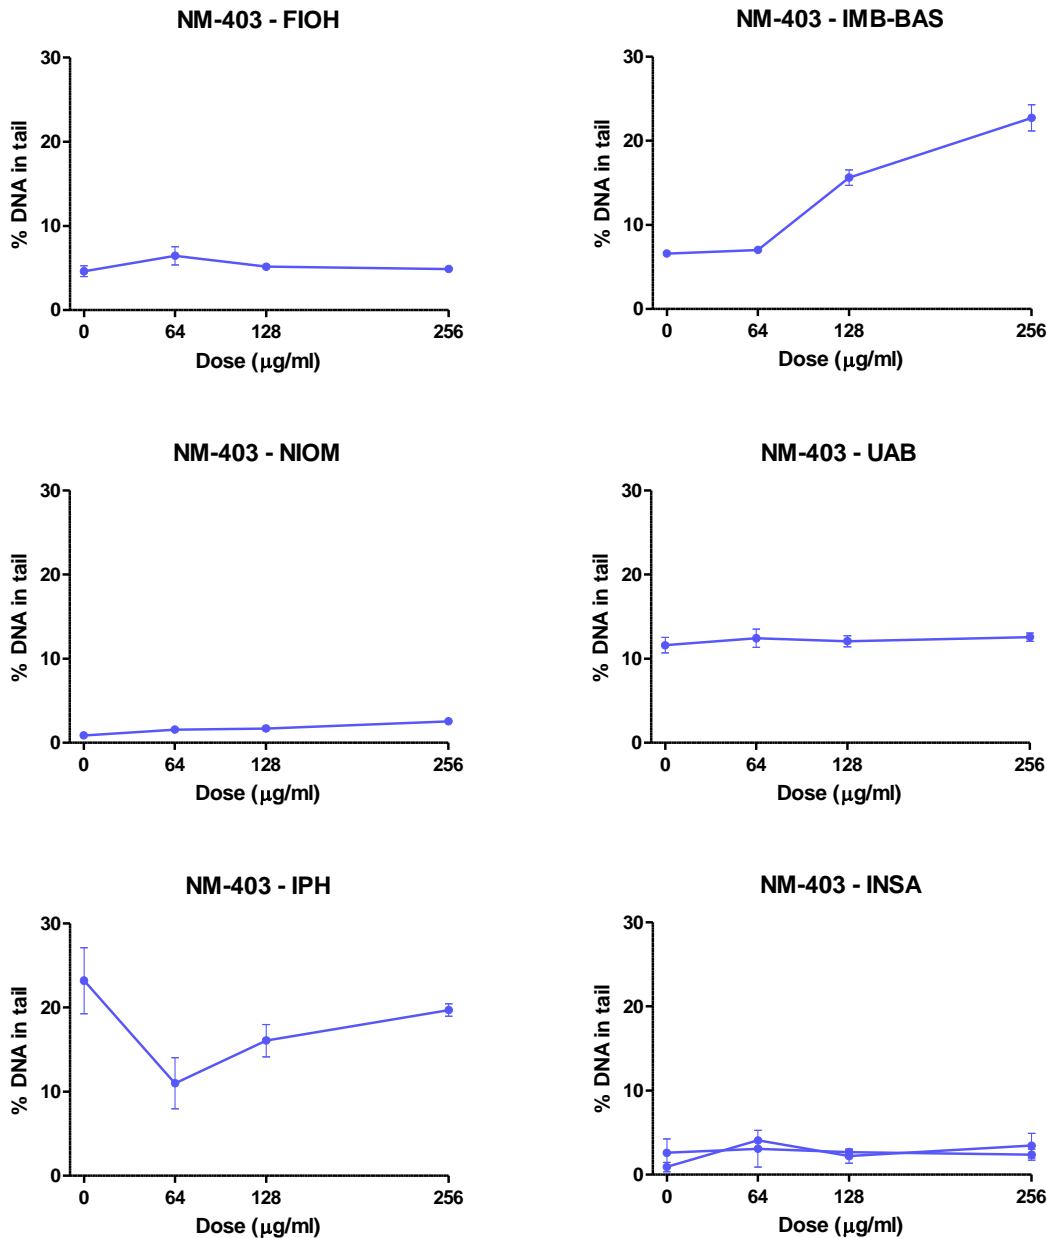 NM-403 - FIOH
% DNA in tail
30
20
10
0
0 64 128 256
Dose (μg/ml)
NM-403 - IMB-BAS
% DNA in tail
30
20
10
0
0 64 128 256
Dose (μg/ml)
NM-403 - NIOM
% DNA in tail
30
20
10
0
0 64 128 256
Dose (μg/ml)
NM-403 - UAB
% DNA in tail
30
20
10
0
0 64 128 256
Dose (μg/ml)
NM-403 - IPH
% DNA in tail
30
20
10
0
0 64 128 256
Dose (μg/ml)
NM-403 - INSA
% DNA in tail
30
20
10
0
0 64 128 256
Dose (μg/ml)